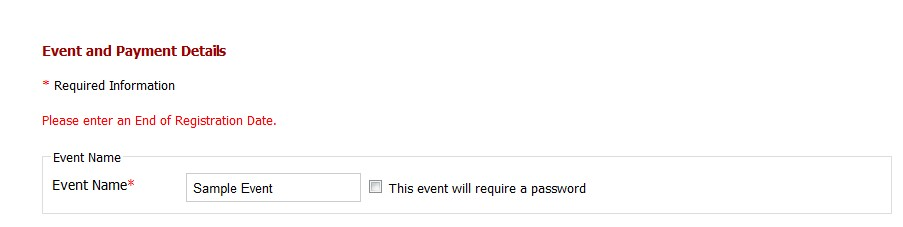 Event and Payment Details
* Required Information
Please enter an End of Registration Date.
Event Name
Event Name* Sample Event This event will require a password